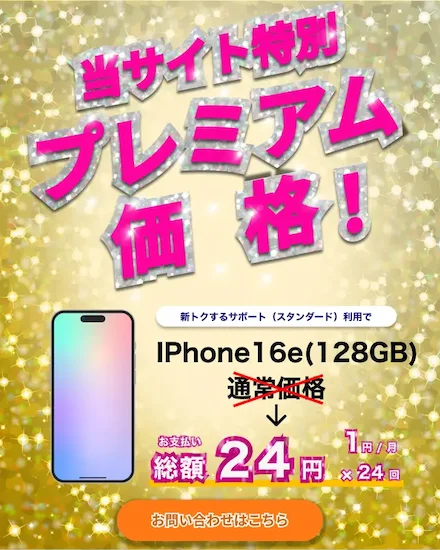 当サイト特別
プレミアム
価格！
新トクするサポート（スタンダード）利用で
IPhone16e(128GB)
通常価格
↓
お支払い
総額 24円
1円/月
×24回
お問い合わせはこちら